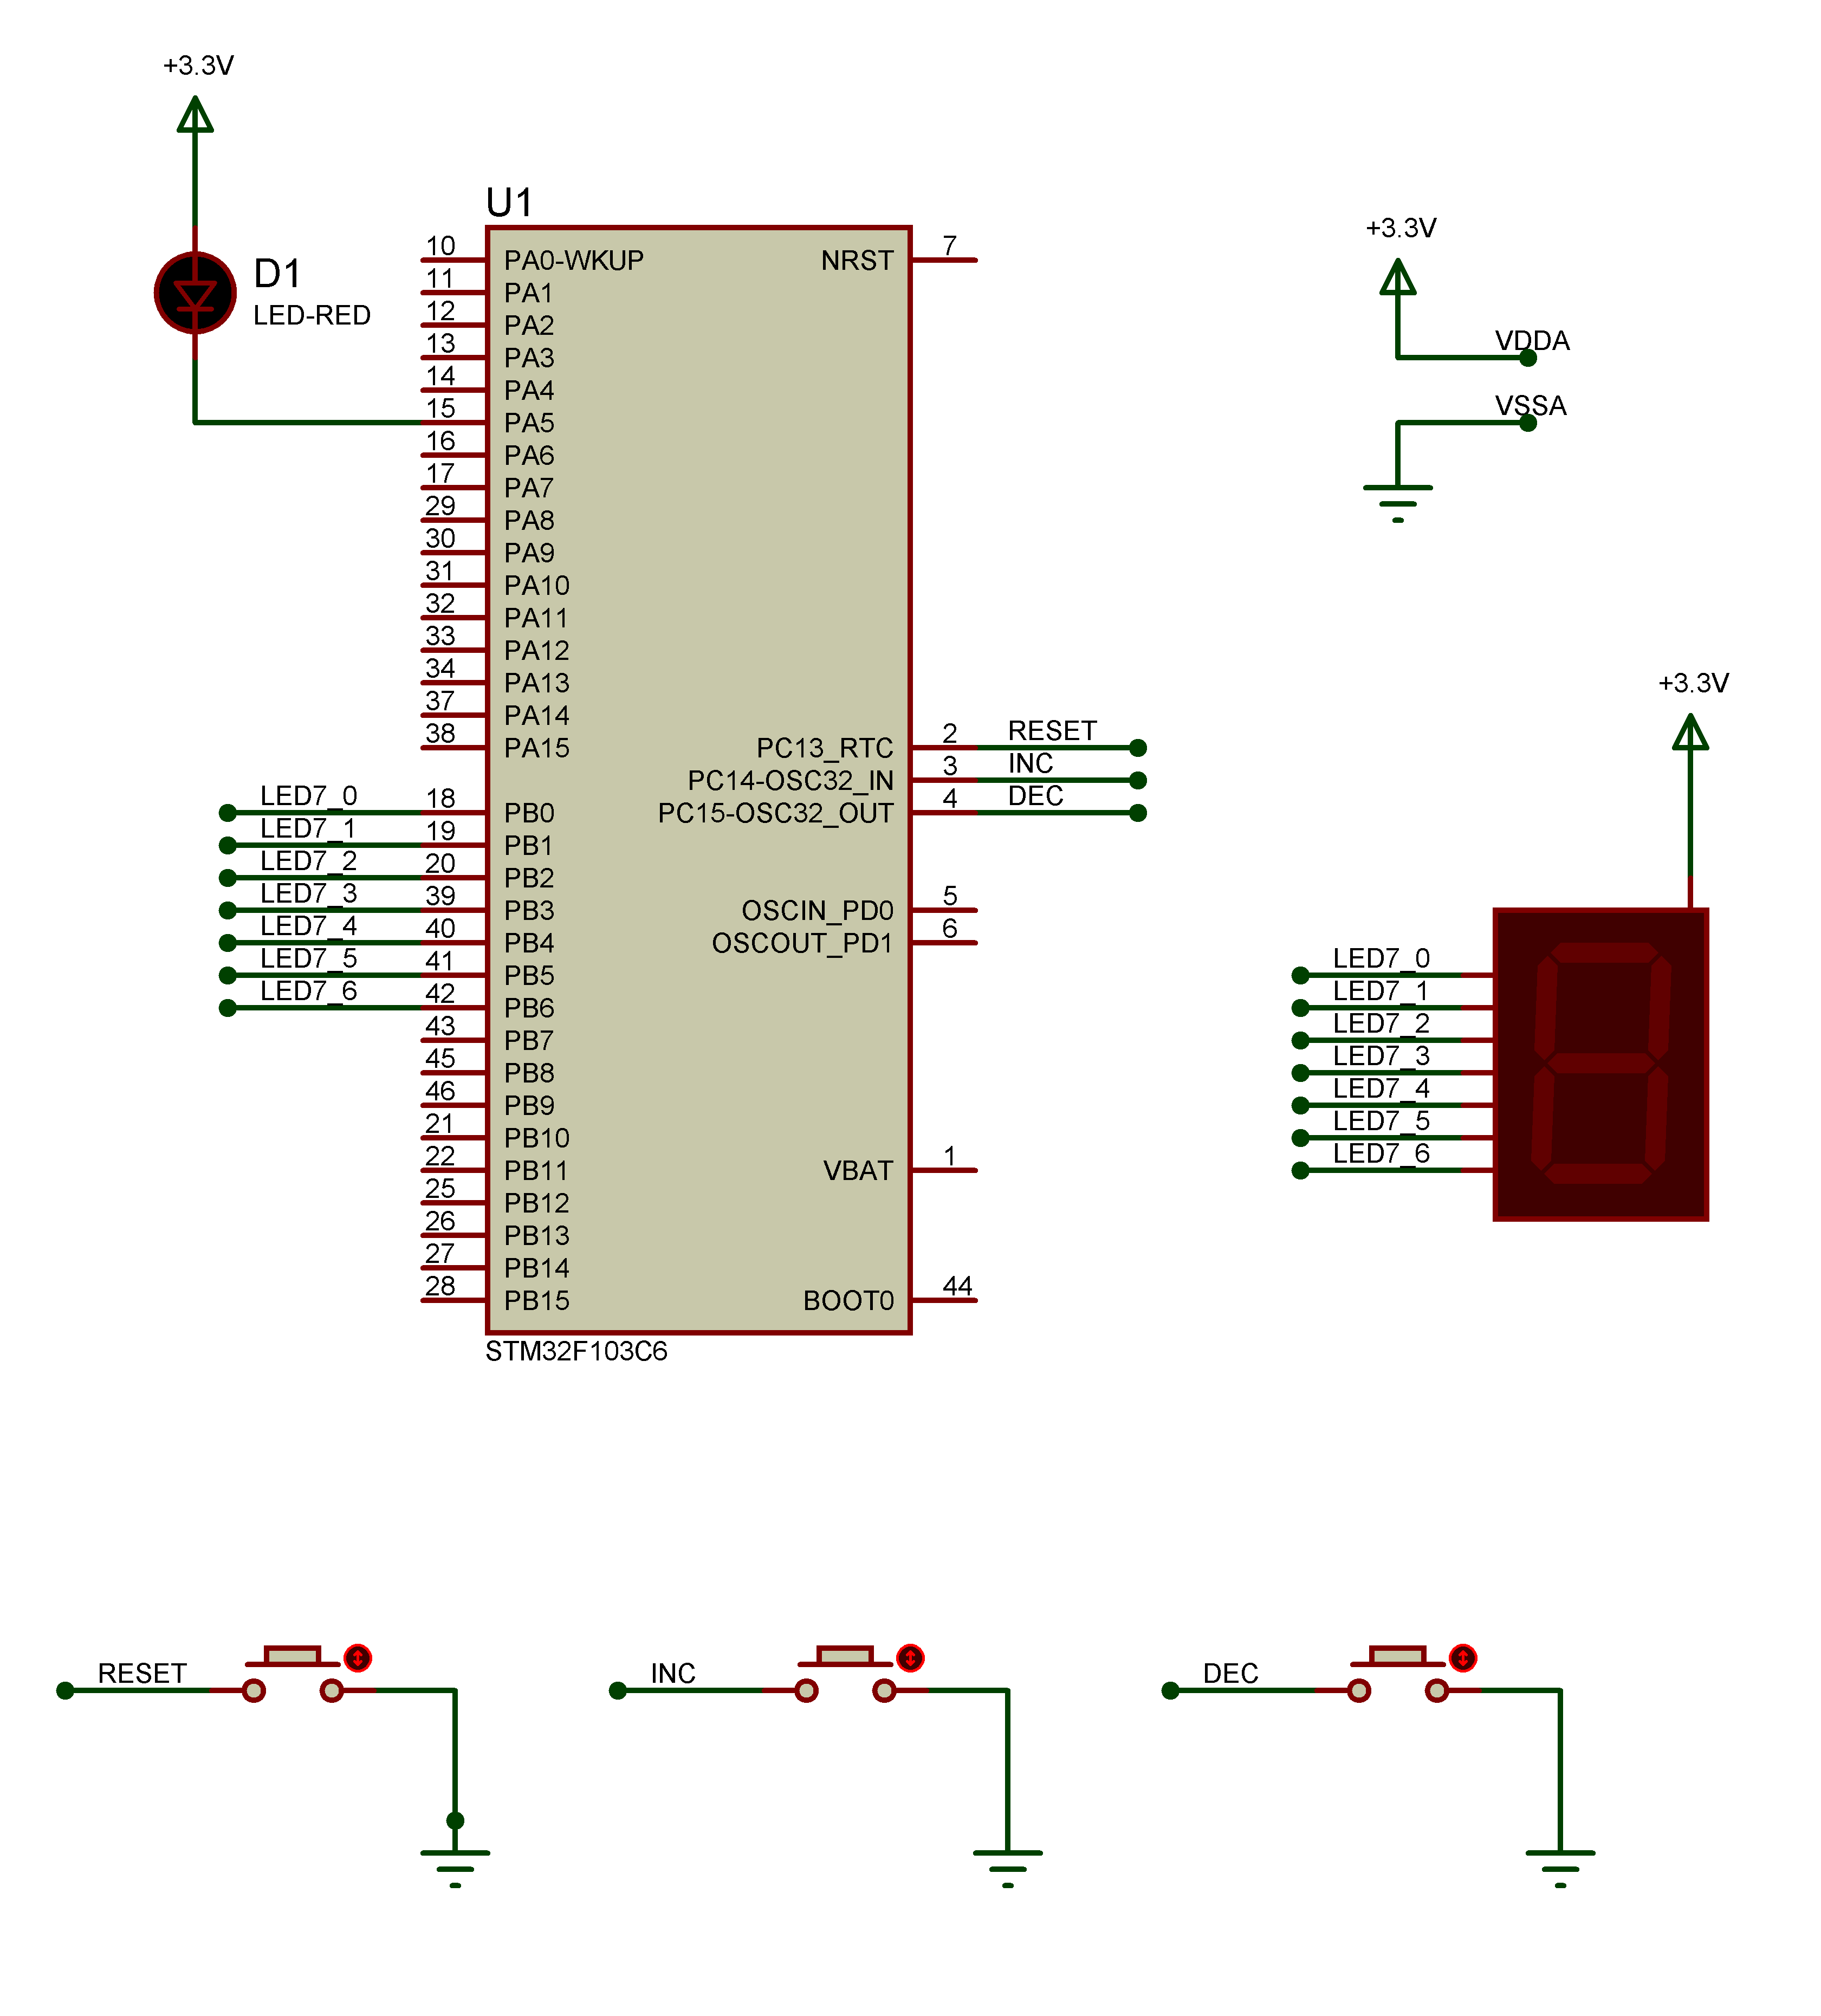 +3.3V
D1
LED-RED
U1
10 PA0-WKUP
11 PA1
12 PA2
13 PA3
14 PA4
15 PA5
16 PA6
17 PA7
29 PA8
30 PA9
31 PA10
32 PA11
33 PA12
34 PA13
37 PA14
38 PA15
LED7_0 18 PB0
LED7_1 19 PB1
LED7_2 20 PB2
LED7_3 39 PB3
LED7_4 40 PB4
LED7_5 41 PB5
LED7_6 42 PB6
43 PB7
45 PB8
46 PB9
21 PB10
22 PB11
25 PB12
26 PB13
27 PB14
28 PB15
NRST 7
PC13_RTC 2 RESET
PC14-OSC32_IN 3 INC
PC15-OSC32_OUT 4 DEC
OSCIN_PD0 5
OSCOUT_PD1 6
VBAT 1
BOOT0 44
STM32F103C6
+3.3V
VDDA
VSSA
+3.3V
LED7_0
LED7_1
LED7_2
LED7_3
LED7_4
LED7_5
LED7_6
RESET
INC
DEC